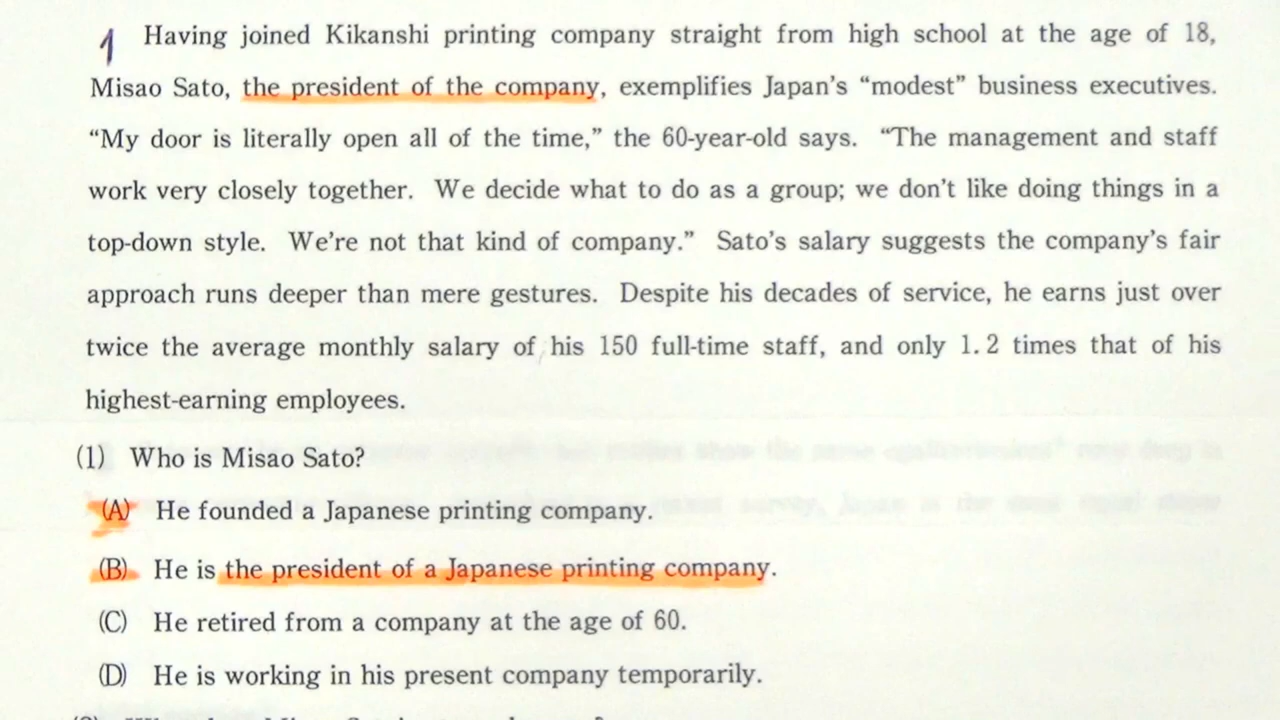 1 Having joined Kikanshi printing company straight from high school at the age of 18,
Misao Sato, the president of the company, exemplifies Japan's “modest” business executives.
“My door is literally open all of the time,” the 60-year-old says. “The management and staff
work very closely together. We decide what to do as a group; we don't like doing things in a
top-down style. We're not that kind of company.” Sato's salary suggests the company's fair
approach runs deeper than mere gestures. Despite his decades of service, he earns just over
twice the average monthly salary of his 150 full-time staff, and only 1.2 times that of his
highest-earning employees.
(1) Who is Misao Sato?
(A) He founded a Japanese printing company.
(B) He is the president of a Japanese printing company.
(C) He retired from a company at the age of 60.
(D) He is working in his present company temporarily.